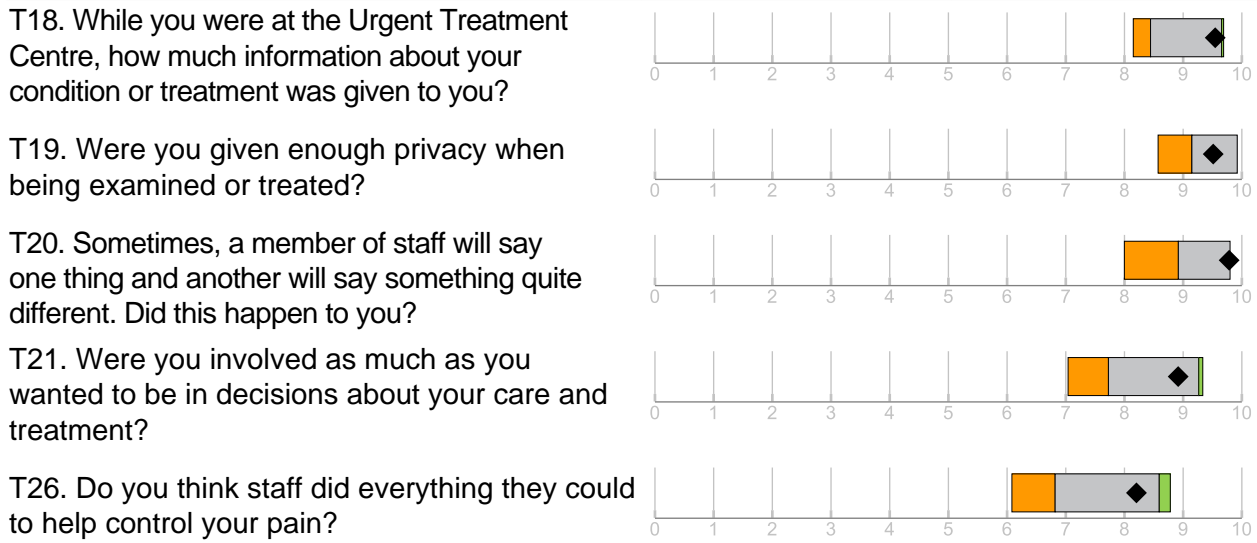 T18. While you were at the Urgent Treatment
Centre, how much information about your
condition or treatment was given to you?
0 1 2 3 4 5 6 7 8 9 10
T19. Were you given enough privacy when
being examined or treated?
0 1 2 3 4 5 6 7 8 9 10
T20. Sometimes, a member of staff will say
one thing and another will say something quite
different. Did this happen to you?
0 1 2 3 4 5 6 7 8 9 10
T21. Were you involved as much as you
wanted to be in decisions about your care and
treatment?
0 1 2 3 4 5 6 7 8 9 10
T26. Do you think staff did everything they could
to help control your pain?
0 1 2 3 4 5 6 7 8 9 10